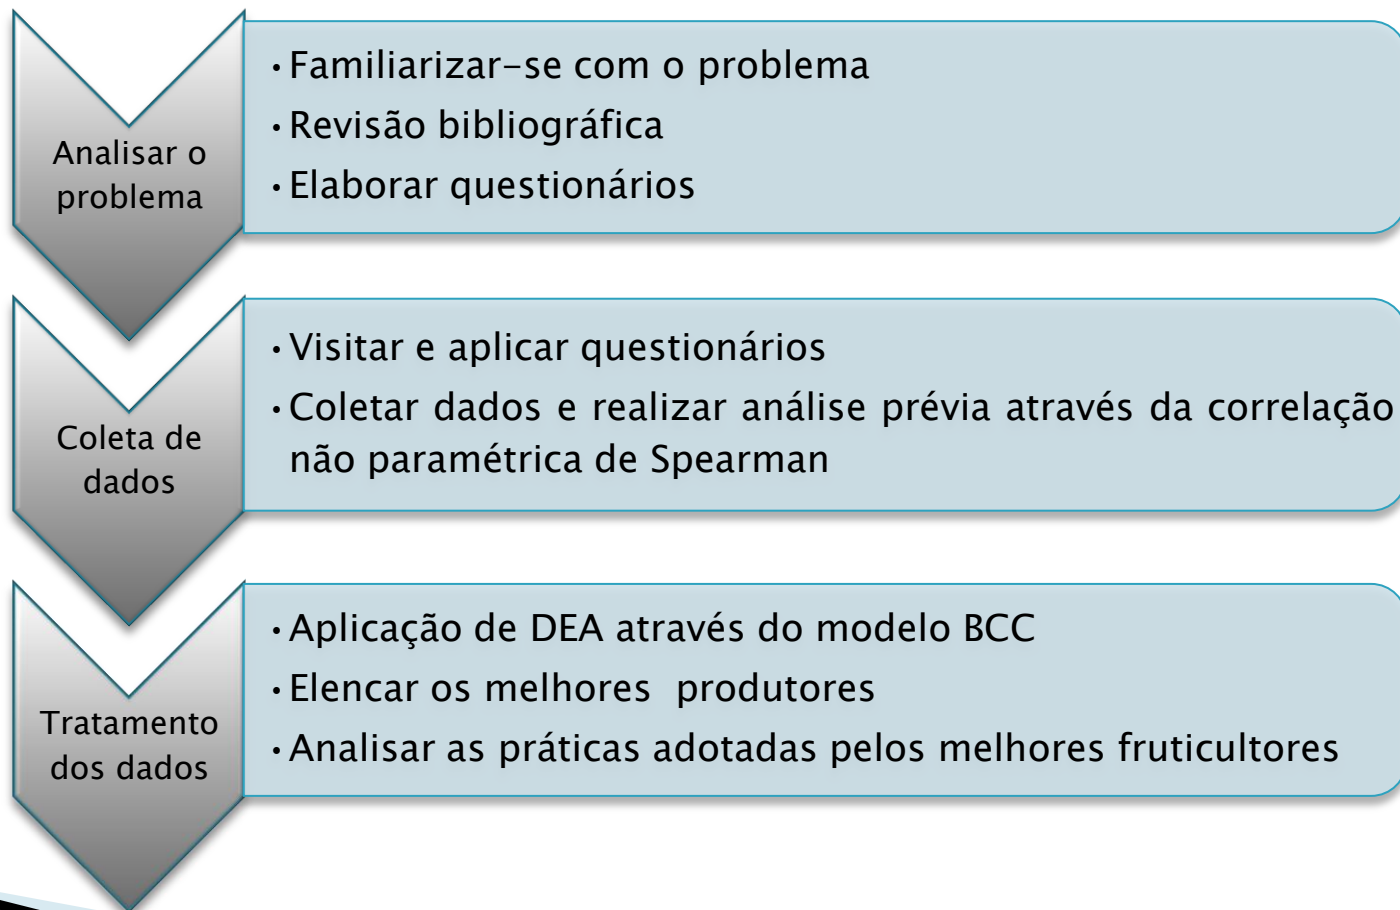 Analisar o
problema
• Familiarizar-se com o problema
• Revisão bibliográfica
• Elaborar questionários
Coleta de
dados
• Visitar e aplicar questionários
• Coletar dados e realizar análise prévia através da correlação
não paramétrica de Spearman
Tratamento
dos dados
• Aplicação de DEA através do modelo BCC
• Elencar os melhores produtores
• Analisar as práticas adotadas pelos melhores fruticultores